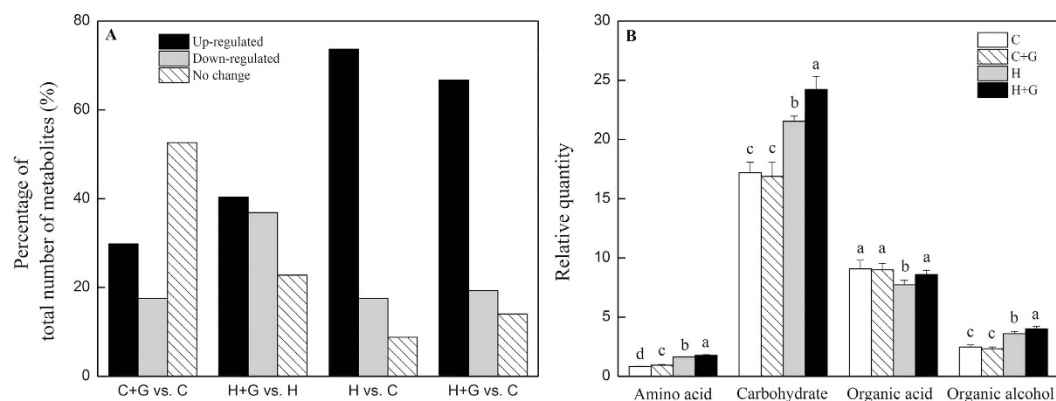 Percentage of
total number of metabolites (%)
80
60
40
20
0
A
Up-regulated
Down-regulated
No change
C+G vs. C
H+G vs. H
H vs. C
H+G vs. C
Relative quantity
30
25
20
15
10
5
0
B
C
C+G
H
H+G
d c b a
c c b a
a a b a
c c b a
Amino acid
Carbohydrate
Organic acid
Organic alcohol